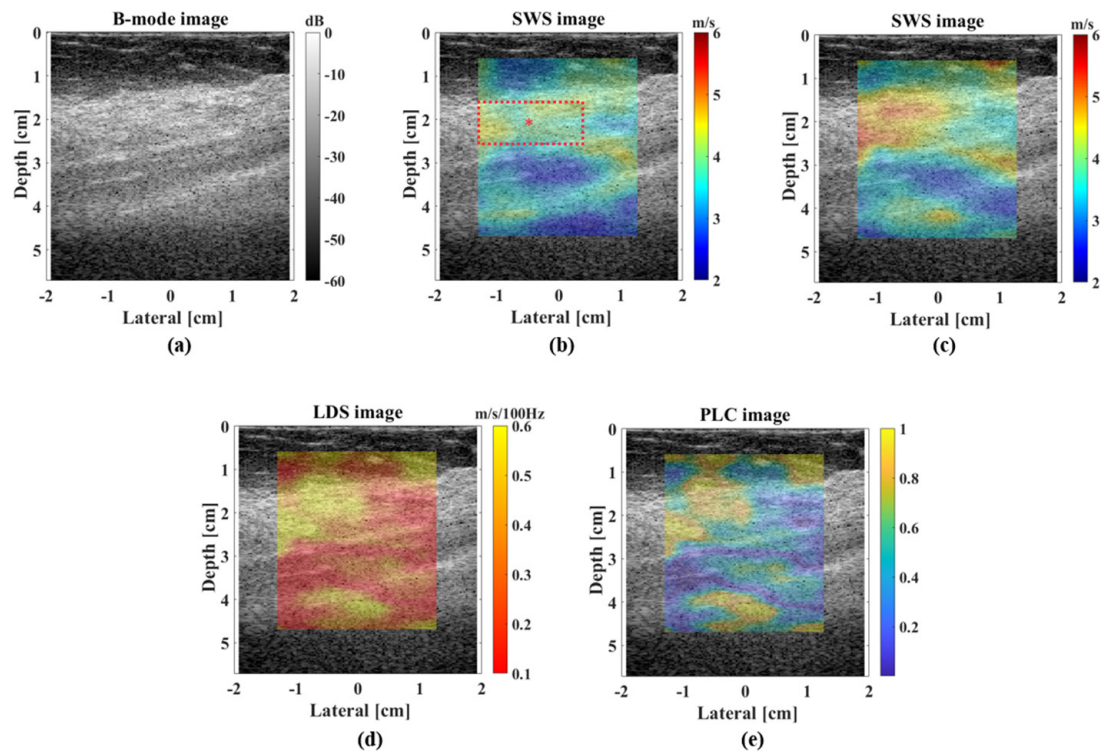 B-mode image
dB
0
-10
-20
-30
-40
-50
-60
0
1
2
3
4
5
Depth [cm]
-2 -1 0 1 2
Lateral [cm]
(a)
SWS image
m/s
6
5
4
3
2
0
1
2
3
4
5
Depth [cm]
*
-2 -1 0 1 2
Lateral [cm]
(b)
SWS image
m/s
6
5
4
3
2
0
1
2
3
4
5
Depth [cm]
-2 -1 0 1 2
Lateral [cm]
(c)
LDS image
m/s/100Hz
0.6
0.5
0.4
0.3
0.2
0.1
0
1
2
3
4
5
Depth [cm]
-2 -1 0 1 2
Lateral [cm]
(d)
PLC image
1
0.8
0.6
0.4
0.2
0
1
2
3
4
5
Depth [cm]
-2 -1 0 1 2
Lateral [cm]
(e)